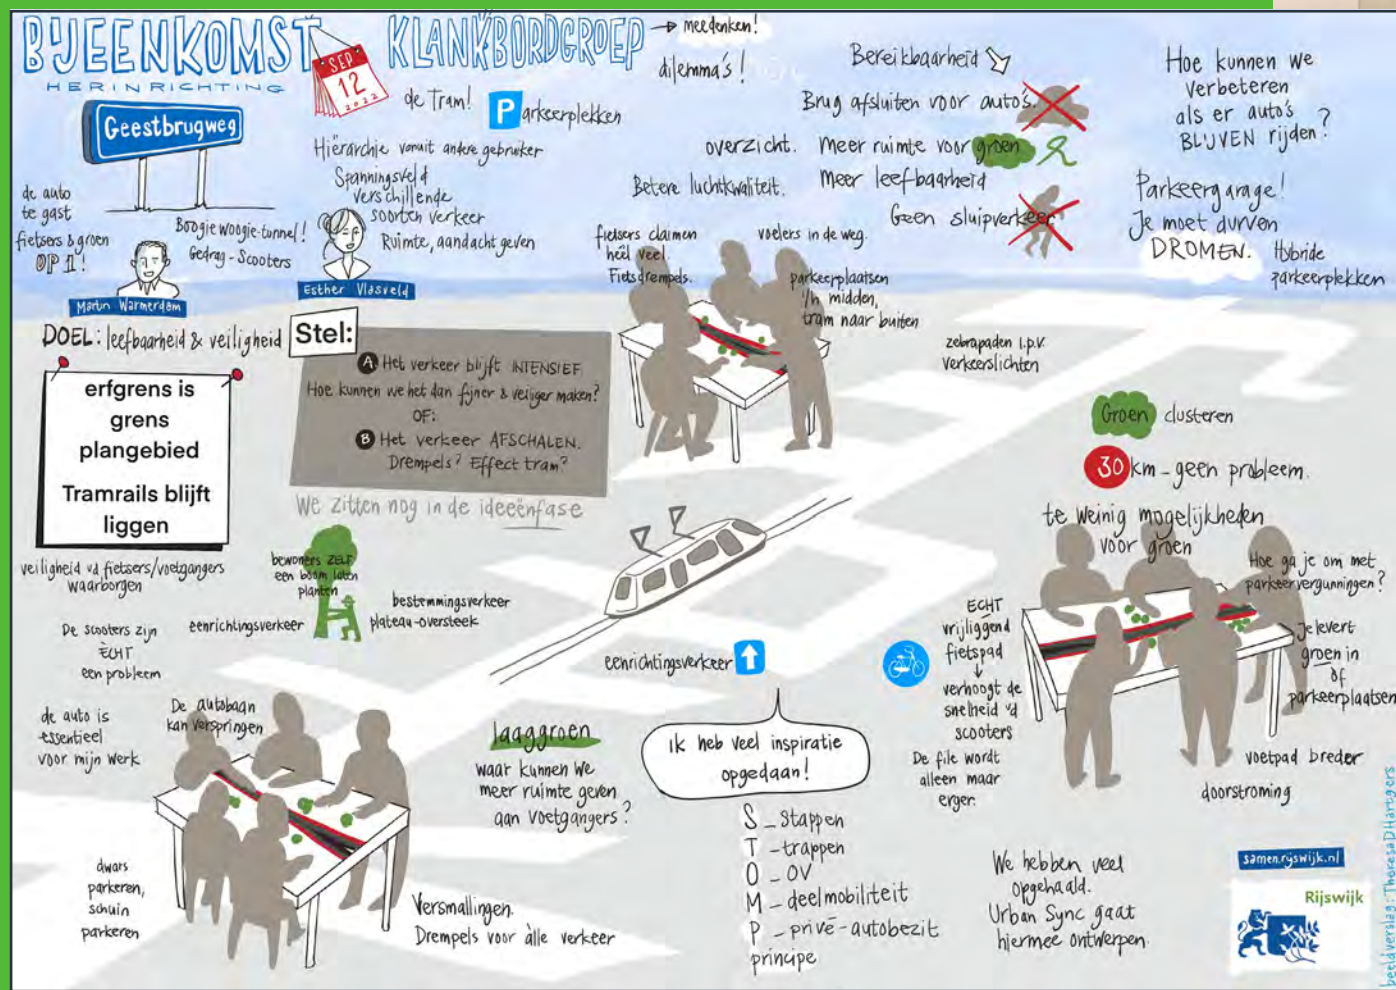 BIJEENKOMST
HERINRICHTING
Geestbrugweg
SEP
12
2022
KLANKBORDGROEP
→ meedenken!
dilemma's!
de Tram!
P arkeerplekken
Hiërarchie vanuit andere gebruiker
Spanningsveld
verschillende
soorten verkeer
Ruimte, aandacht geven
Esther Vlasveld
de auto
te gast
fietsers & groen
OP 1!
Boogie woogie-tunnel!
Gedrag - Scooters
Martin Warmerdam
Bereikbaarheid
Brug afsluiten voor auto's
overzicht.
Meer ruimte voor groen
Betere luchtkwaliteit.
Meer leefbaarheid
Geen sluipverkeer
Hoe kunnen we
verbeteren
als er auto's
BLIJVEN rijden?
Parkeergarage!
Je moet durven
DROMEN.
Hybride
parkeerplekken
fietsers claimen
héél veel.
Fietsdrempels.
voelers in de weg.
parkeerplaatsen
i/h midden,
tram naar buiten
zebrapaden i.p.v.
verkeerslichten
DOEL: leefbaarheid & veiligheid
erfgrens is
grens
plangebied
Tramrails blijft
liggen
Stel:
A Het verkeer blijft INTENSIEF.
Hoe kunnen we het dan fijner & veiliger maken?
OF:
B Het verkeer AFSCHALEN.
Drempels? Effect tram?
We zitten nog in de ideeënfase
veiligheid vd fietsers/voetgangers
waarborgen
bewoners ZELF
een boom laten
planten
De scooters zijn
ECHT
een probleem
eenrichtingsverkeer
bestemmingsverkeer
plateau-oversteek
Groen clusteren
30 km - geen probleem.
te weinig mogelijkheden
voor groen
Hoe ga je om met
parkeervergunningen?
Je levert
groen in
of
parkeerplaatsen
eenrichtingsverkeer
ECHT
vrijliggend
fietspad
↓
verhoogt de
snelheid vd
scooters
De file wordt
alleen maar
erger.
voetpad breder
doorstroming
de auto is
essentieel
voor mijn werk
De autobaan
kan verspringen
dwars
parkeren,
schuin
parkeren
Versmallingen.
Drempels voor àlle verkeer
laaggroen
waar kunnen we
meer ruimte geven
aan voetgangers?
Ik heb veel inspiratie
opgedaan!
S - Stappen
T - trappen
O - OV
M - deelmobiliteit
P - privé-autobezit
principe
We hebben veel
opgehaald.
Urban Sync gaat
hiermee ontwerpen.
samen.rijswijk.nl
Rijswijk
beeldverslag: TheresaDHartgers